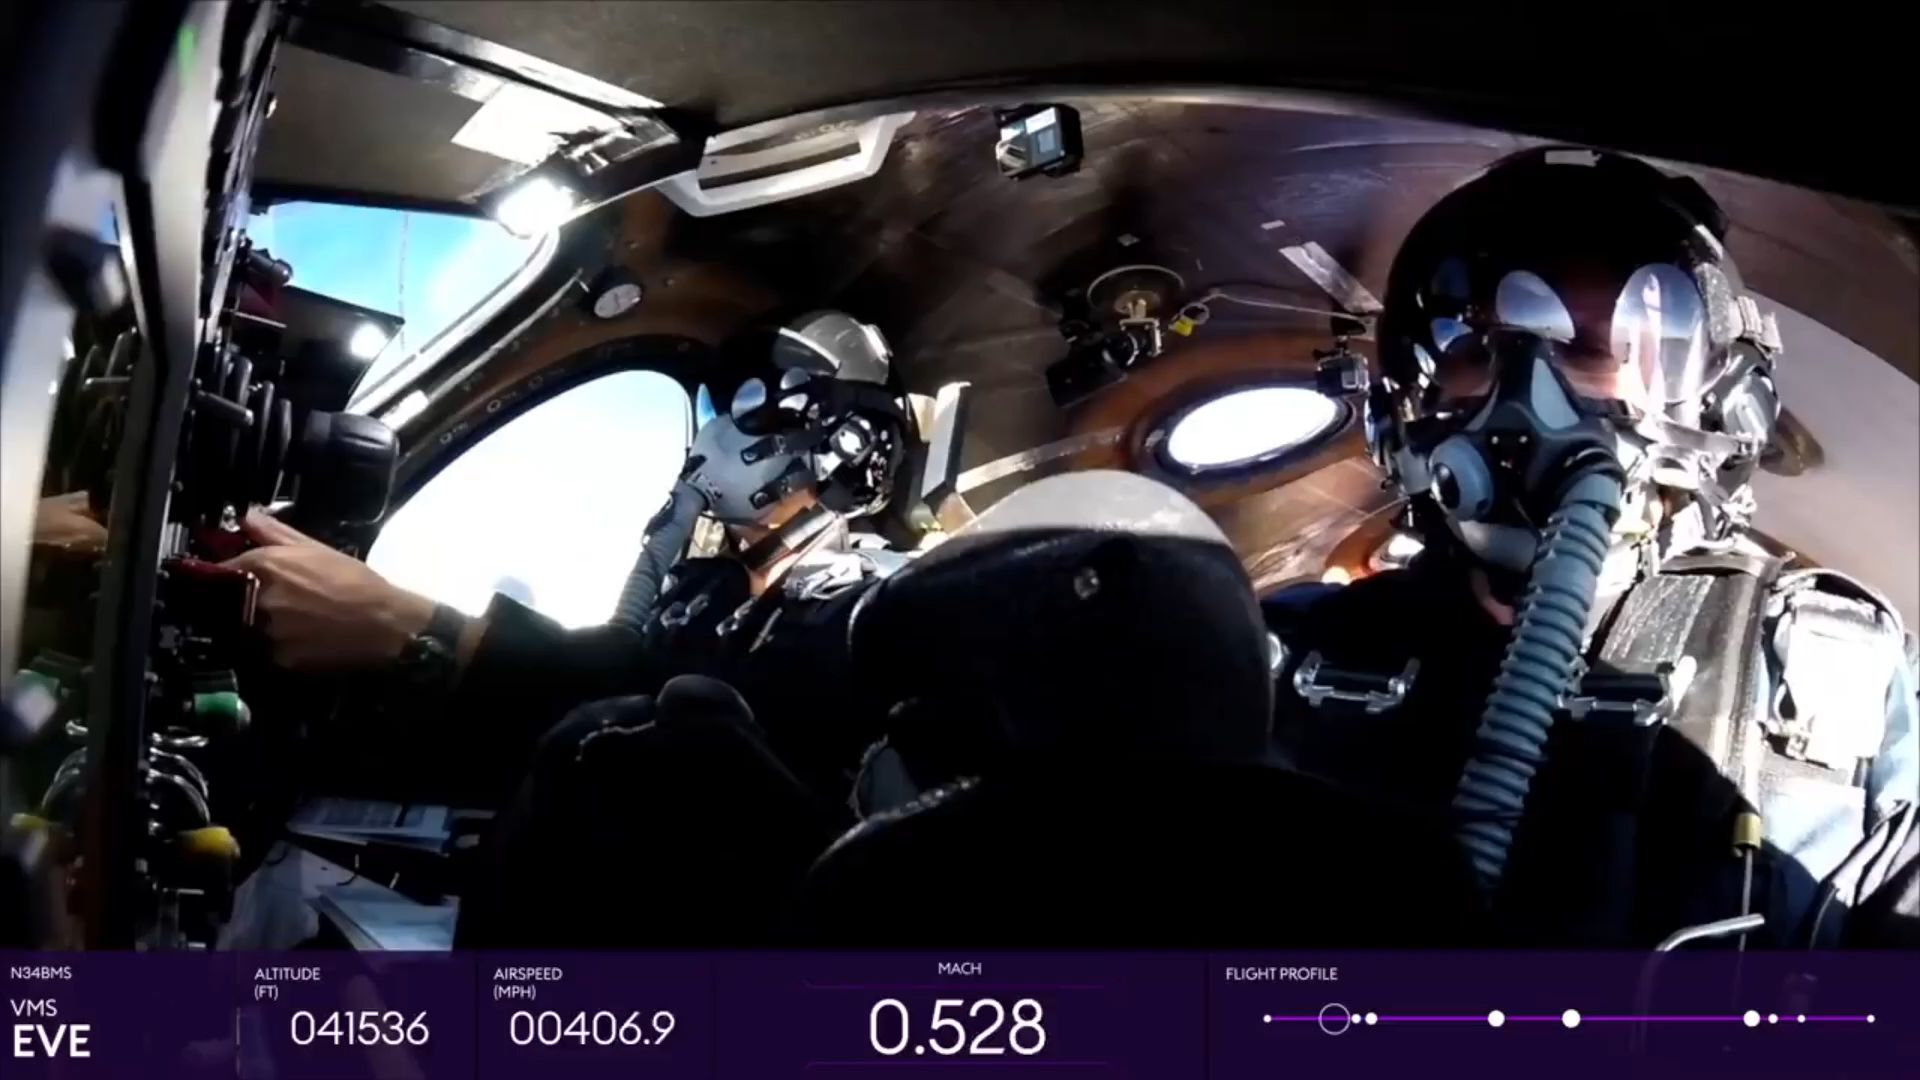 N34BMS
VMS
EVE
ALTITUDE
(FT)
041536
AIRSPEED
(MPH)
00406.9
MACH
0.528
FLIGHT PROFILE